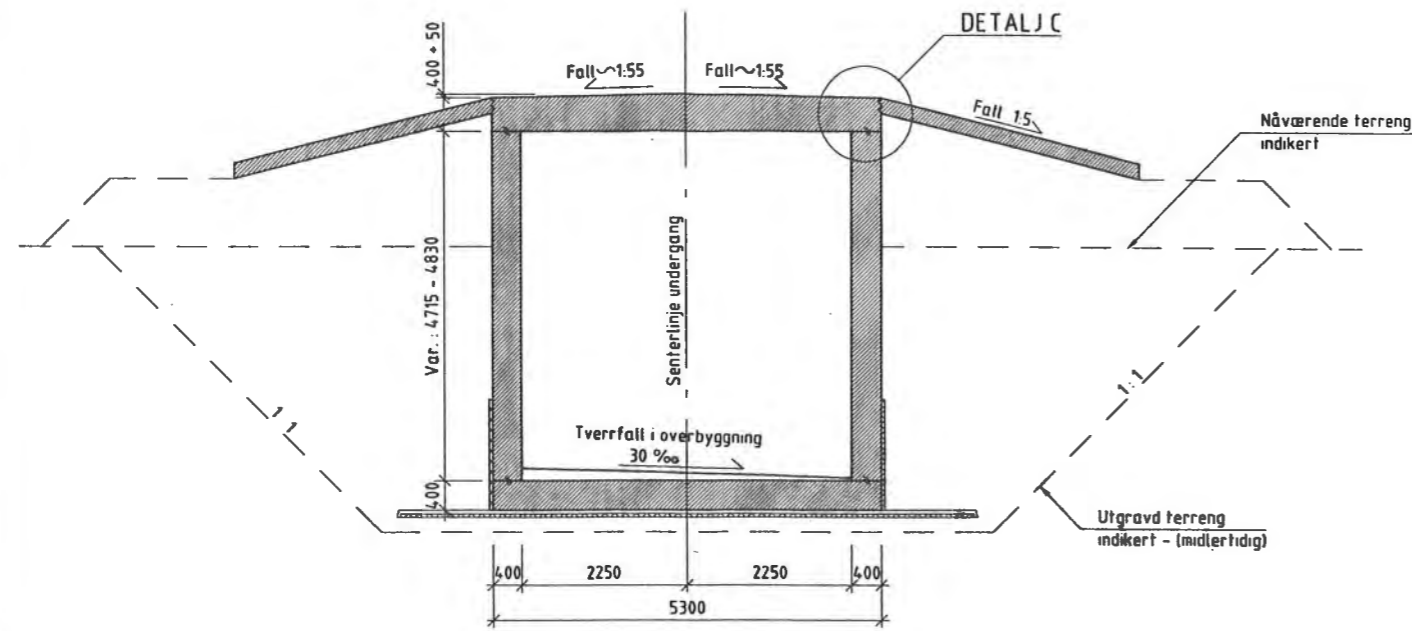 DETALJ C
400 + 50
Fall ~1:55
Fall ~1:55
Fall 1:5
Nåværende terreng
indikert
Var.: 4715 - 4830
Senterlinje undergang
1:1
1:1
Tverrfall i overbyggning
30 ‰
400
Utgravd terreng
indikert - (midlertidig)
400
2250
2250
400
5300